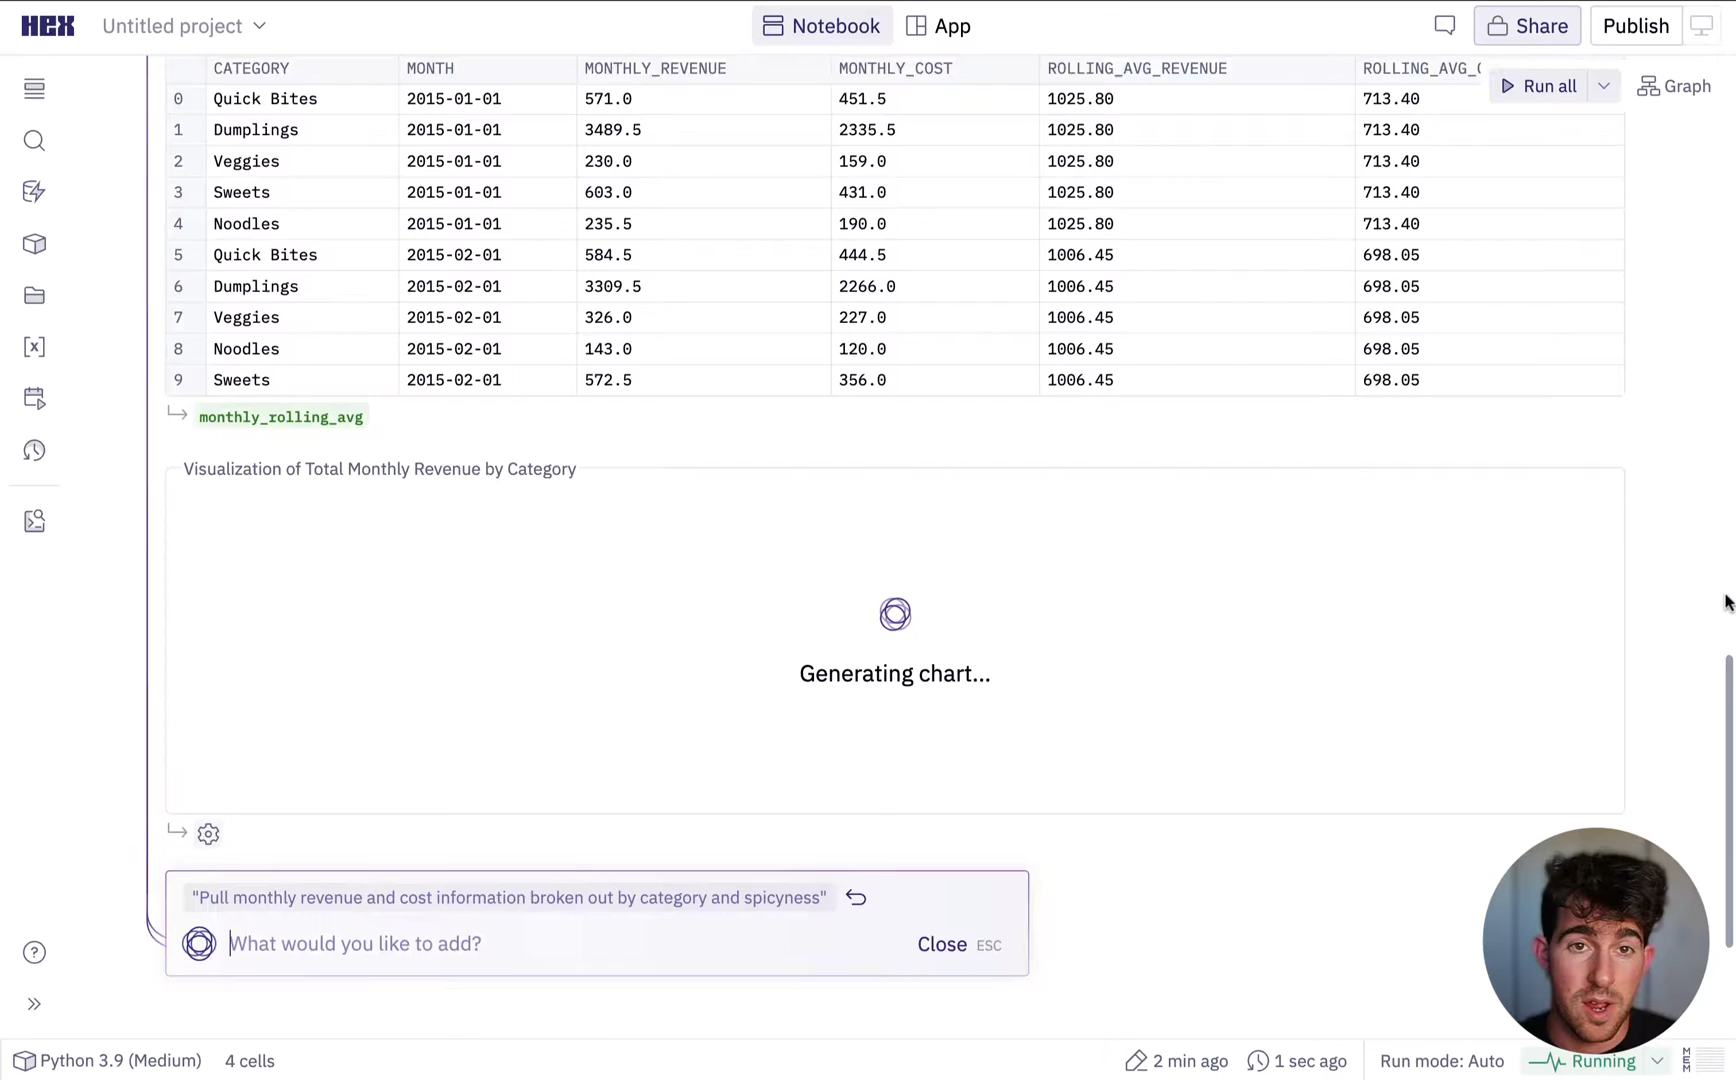 HEX Untitled project Notebook App Share Publish
Run all Graph
CATEGORY MONTH MONTHLY_REVENUE MONTHLY_COST ROLLING_AVG_REVENUE ROLLING_AVG_C
0 Quick Bites 2015-01-01 571.0 451.5 1025.80 713.40
1 Dumplings 2015-01-01 3489.5 2335.5 1025.80 713.40
2 Veggies 2015-01-01 230.0 159.0 1025.80 713.40
3 Sweets 2015-01-01 603.0 431.0 1025.80 713.40
4 Noodles 2015-01-01 235.5 190.0 1025.80 713.40
5 Quick Bites 2015-02-01 584.5 444.5 1006.45 698.05
6 Dumplings 2015-02-01 3309.5 2266.0 1006.45 698.05
7 Veggies 2015-02-01 326.0 227.0 1006.45 698.05
8 Noodles 2015-02-01 143.0 120.0 1006.45 698.05
9 Sweets 2015-02-01 572.5 356.0 1006.45 698.05
monthly_rolling_avg
Visualization of Total Monthly Revenue by Category
Generating chart...
"Pull monthly revenue and cost information broken out by category and spicyness"
What would you like to add? Close ESC
Python 3.9 (Medium) 4 cells 2 min ago 1 sec ago Run mode: Auto Running MEM